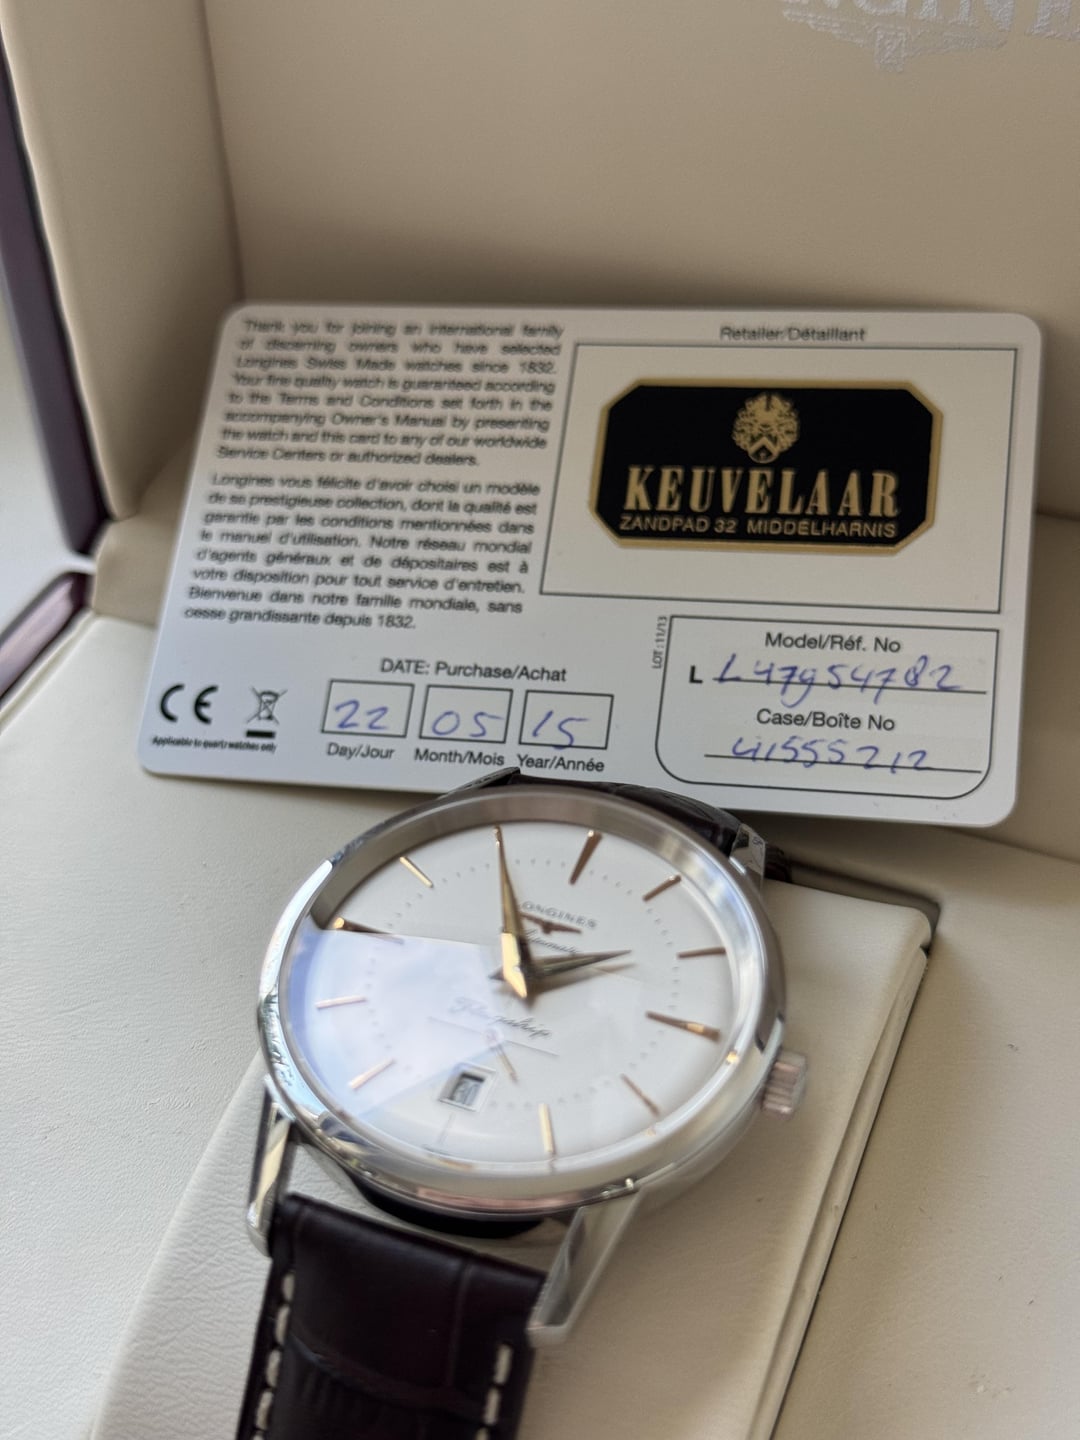 Thank you for joining an international family
of discerning owners who have selected
Longines Swiss Made watches since 1832.
Your fine quality watch is guaranteed according
to the Terms and Conditions set forth in the
accompanying Owner's Manual by presenting
the watch and this card to any of our worldwide
Service Centers or authorized dealers.
Longines vous félicite d'avoir choisi un modèle
de sa prestigieuse collection, dont la qualité est
garantie par les conditions mentionnées dans
le manuel d'utilisation. Notre réseau mondial
d'agents généraux et de dépositaires est à
votre disposition pour tout service d'entretien.
Bienvenue dans notre famille mondiale, sans
cesse grandissante depuis 1832.
Retailer/Détaillant
KEUVELAAR
ZANDPAD 32 MIDDELHARNIS
CE
Applicable to quartz watches only
DATE: Purchase/Achat
22 05 15
Day/Jour Month/Mois Year/Année
LOT: 11/13
Model/Réf. No
L L47954782
Case/Boîte No
41555212
LONGINES
Flagship